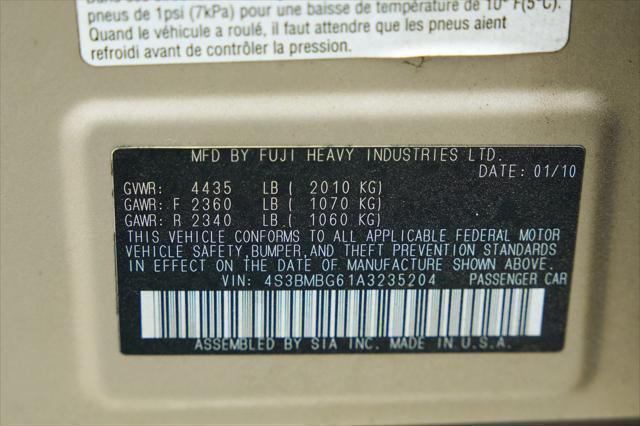 pneus de 1psi (7kPa) pour une baisse de température de 10° F(5°C).
Quand le véhicule a roulé, il faut attendre que les pneus aient
refroidi avant de contrôler la pression.
MFD BY FUJI HEAVY INDUSTRIES LTD.
DATE: 01/10
GVWR: 4435 LB ( 2010 KG)
GAWR: F 2360 LB ( 1070 KG)
GAWR: R 2340 LB ( 1060 KG)
THIS VEHICLE CONFORMS TO ALL APPLICABLE FEDERAL MOTOR
VEHICLE SAFETY,BUMPER,AND THEFT PREVENTION STANDARDS
IN EFFECT ON THE DATE OF MANUFACTURE SHOWN ABOVE.
VIN: 4S3BMBG61A3235204 PASSENGER CAR
ASSEMBLED BY SIA INC. MADE IN U.S.A.